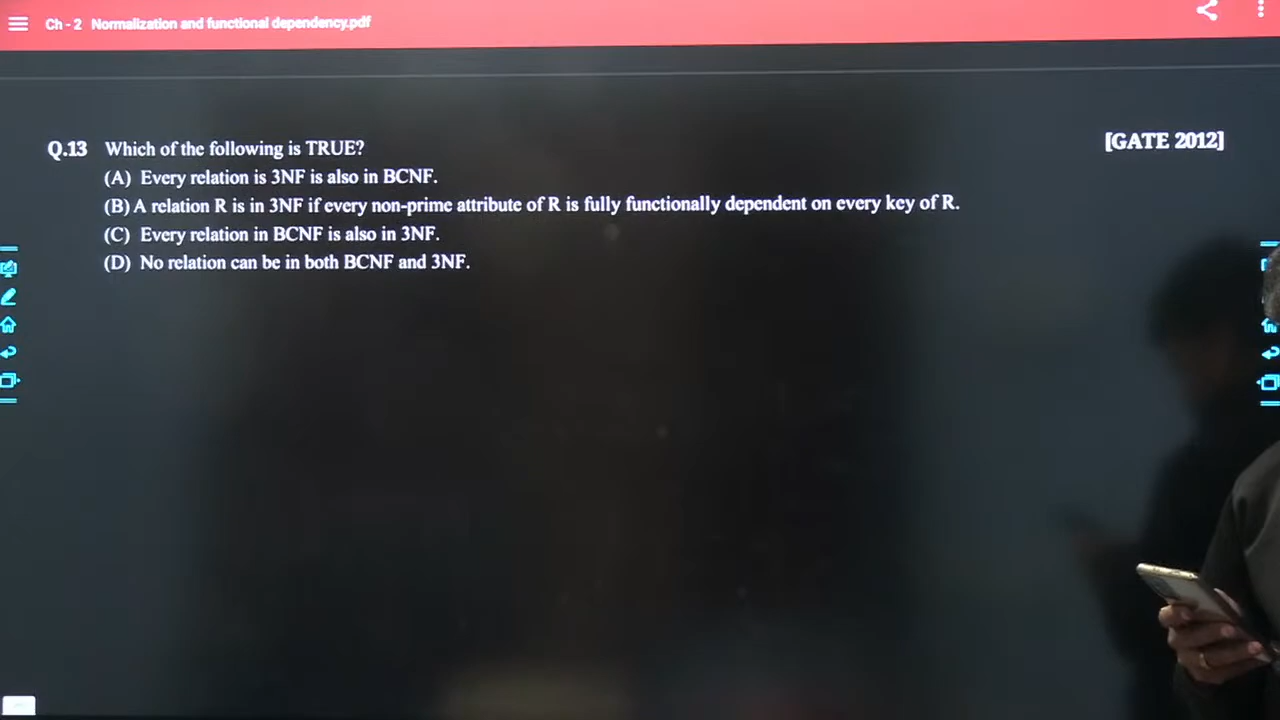 Ch - 2 Normalization and functional dependency.pdf
Q.13 Which of the following is TRUE? [GATE 2012]
(A) Every relation is 3NF is also in BCNF.
(B) A relation R is in 3NF if every non-prime attribute of R is fully functionally dependent on every key of R.
(C) Every relation in BCNF is also in 3NF.
(D) No relation can be in both BCNF and 3NF.